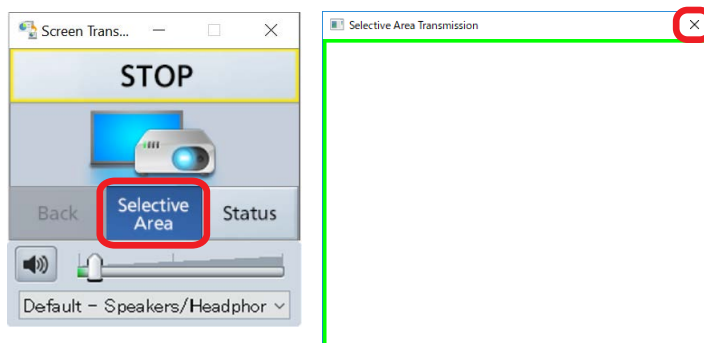 Screen Trans...
STOP
Back
Selective
Area
Status
Default - Speakers/Headphor
Selective Area Transmission